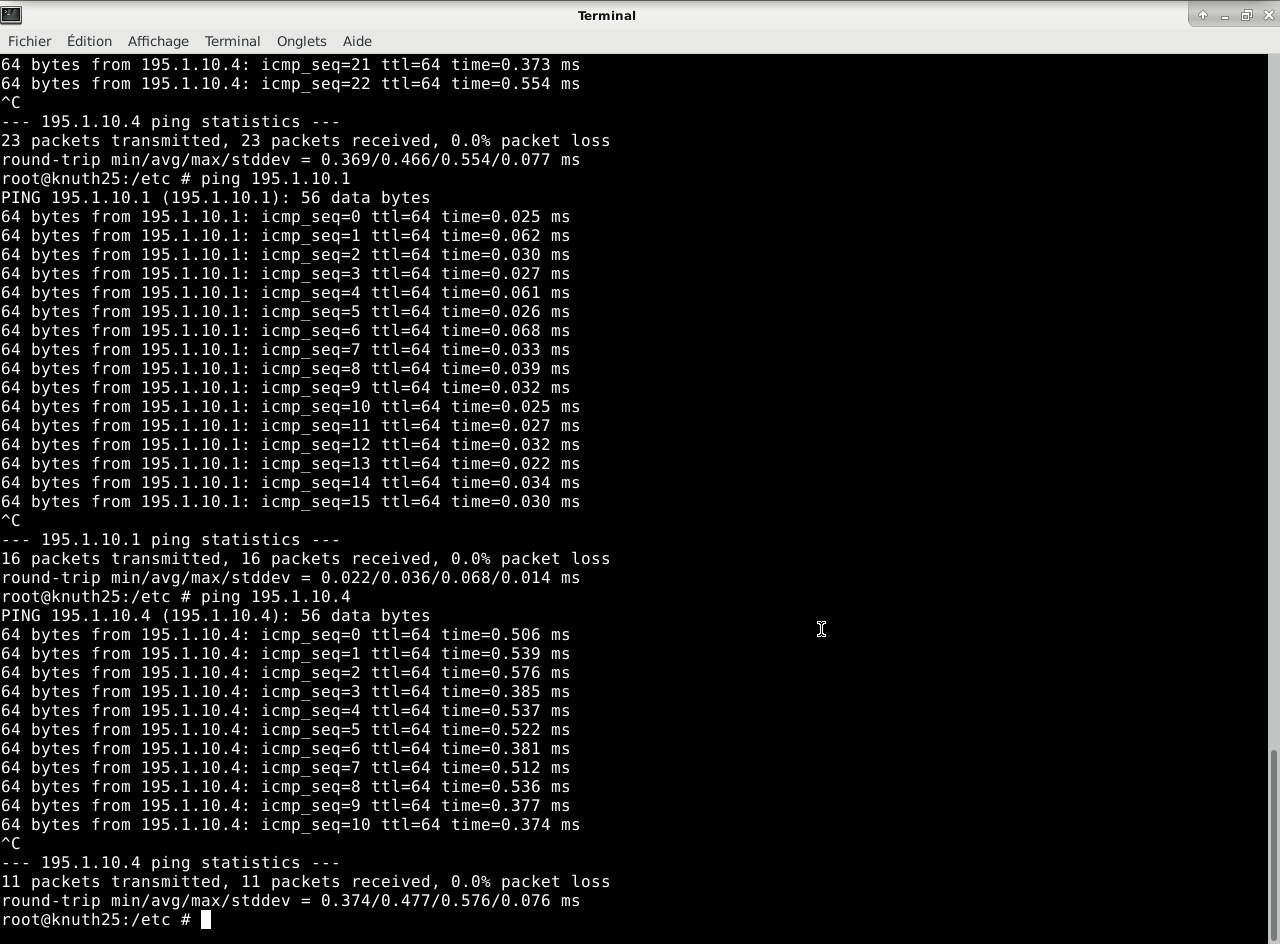 Terminal
Fichier Édition Affichage Terminal Onglets Aide
64 bytes from 195.1.10.4: icmp_seq=21 ttl=64 time=0.373 ms
64 bytes from 195.1.10.4: icmp_seq=22 ttl=64 time=0.554 ms
^C
--- 195.1.10.4 ping statistics ---
23 packets transmitted, 23 packets received, 0.0% packet loss
round-trip min/avg/max/stddev = 0.369/0.466/0.554/0.077 ms
root@knuth25:/etc # ping 195.1.10.1
PING 195.1.10.1 (195.1.10.1): 56 data bytes
64 bytes from 195.1.10.1: icmp_seq=0 ttl=64 time=0.025 ms
64 bytes from 195.1.10.1: icmp_seq=1 ttl=64 time=0.062 ms
64 bytes from 195.1.10.1: icmp_seq=2 ttl=64 time=0.030 ms
64 bytes from 195.1.10.1: icmp_seq=3 ttl=64 time=0.027 ms
64 bytes from 195.1.10.1: icmp_seq=4 ttl=64 time=0.061 ms
64 bytes from 195.1.10.1: icmp_seq=5 ttl=64 time=0.026 ms
64 bytes from 195.1.10.1: icmp_seq=6 ttl=64 time=0.068 ms
64 bytes from 195.1.10.1: icmp_seq=7 ttl=64 time=0.033 ms
64 bytes from 195.1.10.1: icmp_seq=8 ttl=64 time=0.039 ms
64 bytes from 195.1.10.1: icmp_seq=9 ttl=64 time=0.032 ms
64 bytes from 195.1.10.1: icmp_seq=10 ttl=64 time=0.025 ms
64 bytes from 195.1.10.1: icmp_seq=11 ttl=64 time=0.027 ms
64 bytes from 195.1.10.1: icmp_seq=12 ttl=64 time=0.032 ms
64 bytes from 195.1.10.1: icmp_seq=13 ttl=64 time=0.022 ms
64 bytes from 195.1.10.1: icmp_seq=14 ttl=64 time=0.034 ms
64 bytes from 195.1.10.1: icmp_seq=15 ttl=64 time=0.030 ms
^C
--- 195.1.10.1 ping statistics ---
16 packets transmitted, 16 packets received, 0.0% packet loss
round-trip min/avg/max/stddev = 0.022/0.036/0.068/0.014 ms
root@knuth25:/etc # ping 195.1.10.4
PING 195.1.10.4 (195.1.10.4): 56 data bytes
64 bytes from 195.1.10.4: icmp_seq=0 ttl=64 time=0.506 ms
64 bytes from 195.1.10.4: icmp_seq=1 ttl=64 time=0.539 ms
64 bytes from 195.1.10.4: icmp_seq=2 ttl=64 time=0.576 ms
64 bytes from 195.1.10.4: icmp_seq=3 ttl=64 time=0.385 ms
64 bytes from 195.1.10.4: icmp_seq=4 ttl=64 time=0.537 ms
64 bytes from 195.1.10.4: icmp_seq=5 ttl=64 time=0.522 ms
64 bytes from 195.1.10.4: icmp_seq=6 ttl=64 time=0.381 ms
64 bytes from 195.1.10.4: icmp_seq=7 ttl=64 time=0.512 ms
64 bytes from 195.1.10.4: icmp_seq=8 ttl=64 time=0.536 ms
64 bytes from 195.1.10.4: icmp_seq=9 ttl=64 time=0.377 ms
64 bytes from 195.1.10.4: icmp_seq=10 ttl=64 time=0.374 ms
^C
--- 195.1.10.4 ping statistics ---
11 packets transmitted, 11 packets received, 0.0% packet loss
round-trip min/avg/max/stddev = 0.374/0.477/0.576/0.076 ms
root@knuth25:/etc #